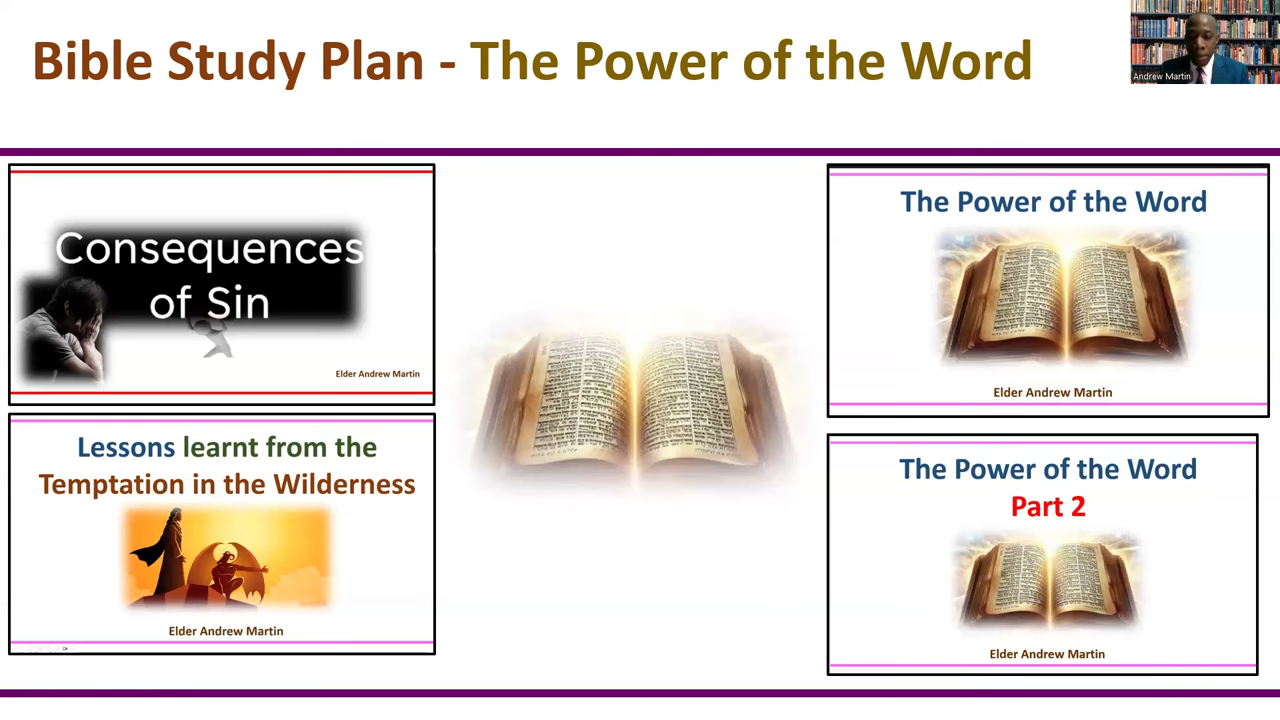 Bible Study Plan - The Power of the Word
Andrew Martin
Consequences
of Sin
Elder Andrew Martin
Lessons learnt from the
Temptation in the Wilderness
Elder Andrew Martin
The Power of the Word
Elder Andrew Martin
The Power of the Word
Part 2
Elder Andrew Martin